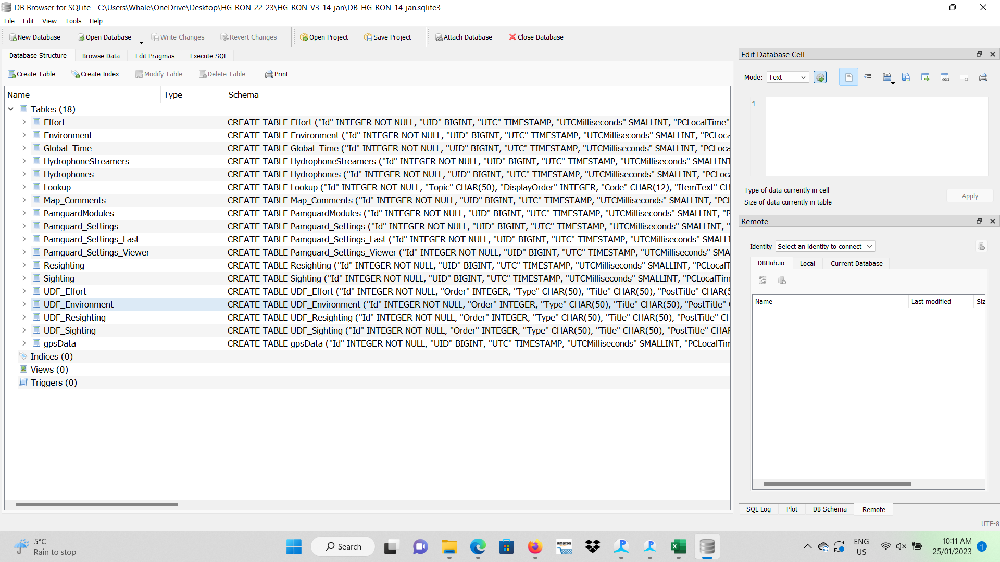 DB Browser for SQLite - C:\Users\Whale\OneDrive\Desktop\HG_RON_22-23\HG_RON_V3_14_jan\DB_HG_RON_14_jan.sqlite3
File Edit View Tools Help
New Database Open Database Write Changes Revert Changes Open Project Save Project Attach Database Close Database
Database Structure Browse Data Edit Pragmas Execute SQL
Create Table Create Index Modify Table Delete Table Print
Name Type Schema
Tables (18)
Effort CREATE TABLE Effort ("Id" INTEGER NOT NULL, "UID" BIGINT, "UTC" TIMESTAMP, "UTCMilliseconds" SMALLINT, "PCLocalTime"
Environment CREATE TABLE Environment ("Id" INTEGER NOT NULL, "UID" BIGINT, "UTC" TIMESTAMP, "UTCMilliseconds" SMALLINT, "PCLoca
Global_Time CREATE TABLE Global_Time ("Id" INTEGER NOT NULL, "UID" BIGINT, "UTC" TIMESTAMP, "UTCMilliseconds" SMALLINT, "PCLoca
HydrophoneStreamers CREATE TABLE HydrophoneStreamers ("Id" INTEGER NOT NULL, "UID" BIGINT, "UTC" TIMESTAMP, "UTCMilliseconds" SMALLINT
Hydrophones CREATE TABLE Hydrophones ("Id" INTEGER NOT NULL, "UID" BIGINT, "UTC" TIMESTAMP, "UTCMilliseconds" SMALLINT, "PCLoca
Lookup CREATE TABLE Lookup ("Id" INTEGER NOT NULL, "Topic" CHAR(50), "DisplayOrder" INTEGER, "Code" CHAR(12), "ItemText" CH
Map_Comments CREATE TABLE Map_Comments ("Id" INTEGER NOT NULL, "UID" BIGINT, "UTC" TIMESTAMP, "UTCMilliseconds" SMALLINT, "PCL
PamguardModules CREATE TABLE PamguardModules ("Id" INTEGER NOT NULL, "UID" BIGINT, "UTC" TIMESTAMP, "UTCMilliseconds" SMALLINT, "P
Pamguard_Settings CREATE TABLE Pamguard_Settings ("Id" INTEGER NOT NULL, "UID" BIGINT, "UTC" TIMESTAMP, "UTCMilliseconds" SMALLINT, "
Pamguard_Settings_Last CREATE TABLE Pamguard_Settings_Last ("Id" INTEGER NOT NULL, "UID" BIGINT, "UTC" TIMESTAMP, "UTCMilliseconds" SMALLI
Pamguard_Settings_Viewer CREATE TABLE Pamguard_Settings_Viewer ("Id" INTEGER NOT NULL, "UID" BIGINT, "UTC" TIMESTAMP, "UTCMilliseconds" SMA
Resighting CREATE TABLE Resighting ("Id" INTEGER NOT NULL, "UID" BIGINT, "UTC" TIMESTAMP, "UTCMilliseconds" SMALLINT, "PCLocalT
Sighting CREATE TABLE Sighting ("Id" INTEGER NOT NULL, "UID" BIGINT, "UTC" TIMESTAMP, "UTCMilliseconds" SMALLINT, "PCLocalTim
UDF_Effort CREATE TABLE UDF_Effort ("Id" INTEGER NOT NULL, "Order" INTEGER, "Type" CHAR(50), "Title" CHAR(50), "PostTitle" CHAR(5
UDF_Environment CREATE TABLE UDF_Environment ("Id" INTEGER NOT NULL, "Order" INTEGER, "Type" CHAR(50), "Title" CHAR(50), "PostTitle" C
UDF_Resighting CREATE TABLE UDF_Resighting ("Id" INTEGER NOT NULL, "Order" INTEGER, "Type" CHAR(50), "Title" CHAR(50), "PostTitle" CH
UDF_Sighting CREATE TABLE UDF_Sighting ("Id" INTEGER NOT NULL, "Order" INTEGER, "Type" CHAR(50), "Title" CHAR(50), "PostTitle" CHAR
gpsData CREATE TABLE gpsData ("Id" INTEGER NOT NULL, "UID" BIGINT, "UTC" TIMESTAMP, "UTCMilliseconds" SMALLINT, "PCLocalTim
Indices (0)
Views (0)
Triggers (0)
Edit Database Cell
Mode: Text
1
Type of data currently in cell
Size of data currently in table
Apply
Remote
Identity Select an identity to connect
DBHub.io Local Current Database
Name Last modified Siz
SQL Log Plot DB Schema Remote
UTF-8
5°C
Rain to stop
Search
amazon
ENG
US
10:11 AM
25/01/2023
1